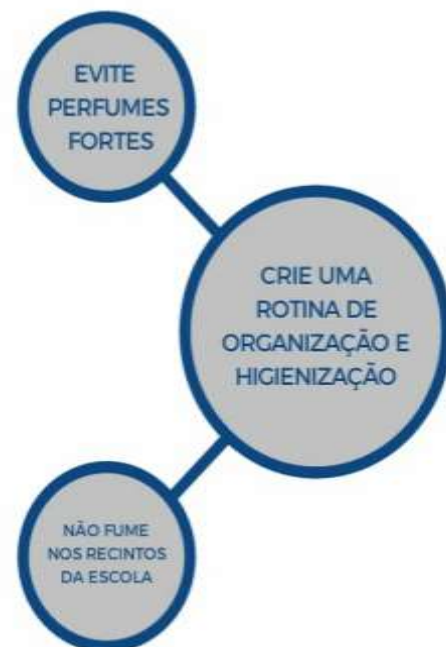 EVITE
PERFUMES
FORTES
CRIE UMA
ROTINA DE
ORGANIZAÇÃO E
HIGIENIZAÇÃO
NÃO FUME
NOS RECINTOS
DA ESCOLA